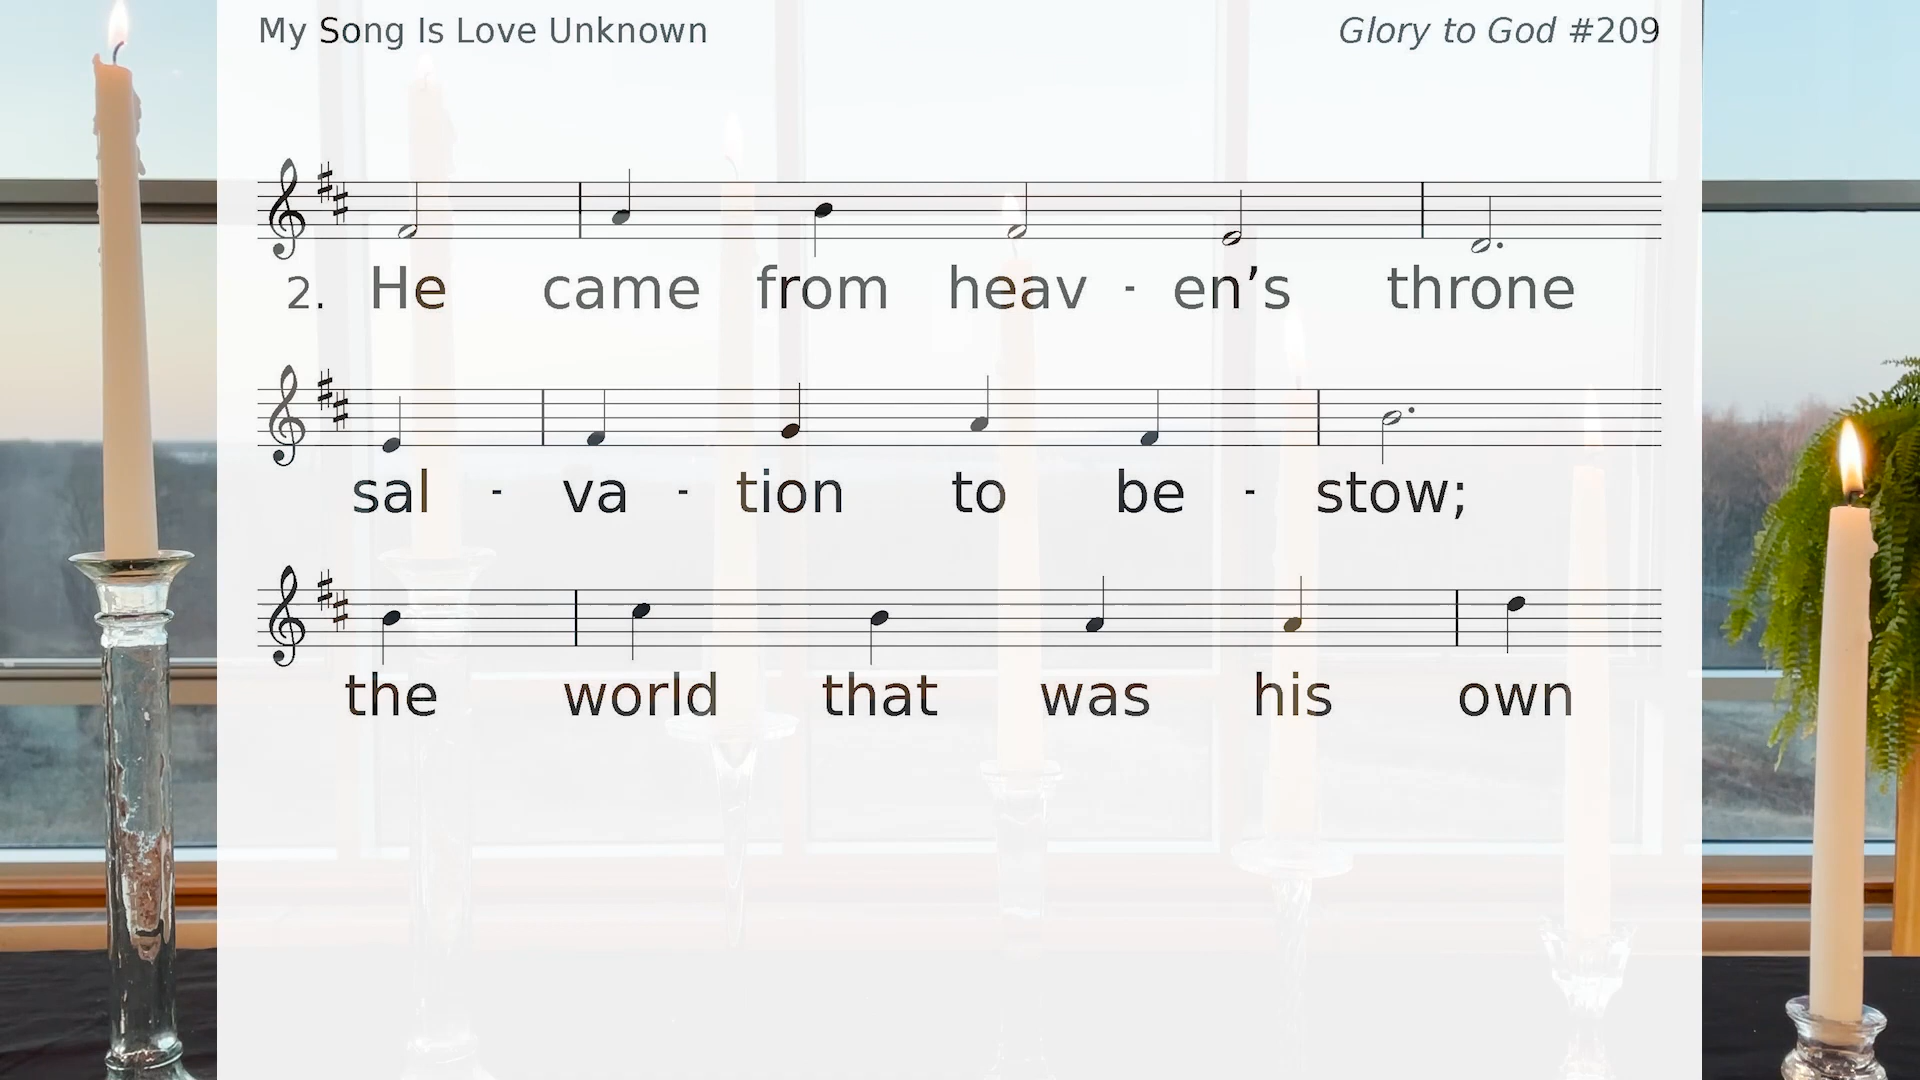 My Song Is Love Unknown Glory to God #209
2. He came from heav - en’s throne
sal - va - tion to be - stow;
the world that was his own